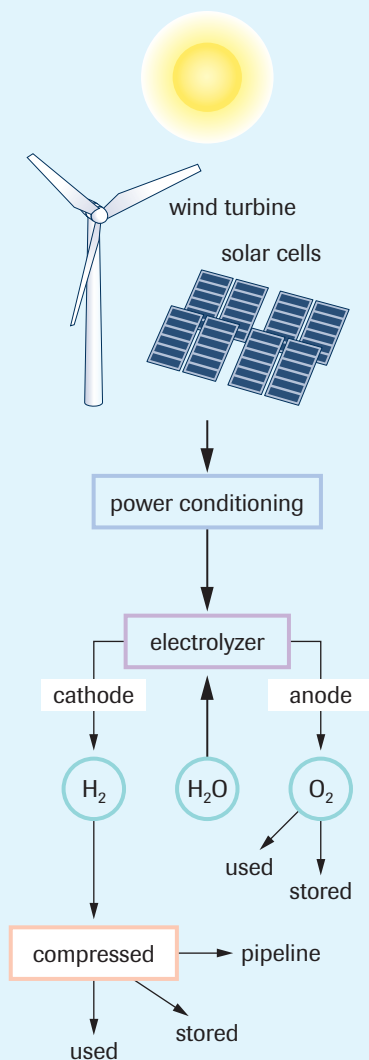 wind turbine
solar cells
power conditioning
electrolyzer
cathode
anode
H₂
H₂O
O₂
used
stored
compressed
pipeline
stored
used